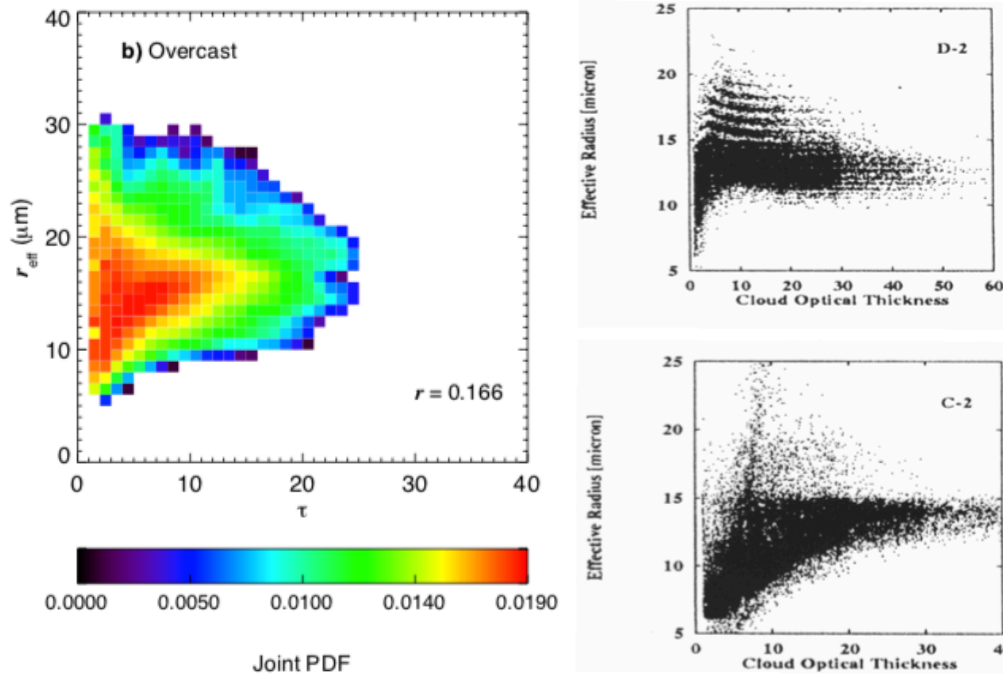 40
30
20
10
0
r eff (μm)
b) Overcast
r = 0.166
0 10 20 30 40
τ
0.0000 0.0050 0.0100 0.0140 0.0190
Joint PDF
25
20
15
10
5
Effective Radius [micron]
D-2
0 10 20 30 40 50 60
Cloud Optical Thickness
25
20
15
10
5
Effective Radius [micron]
C-2
0 10 20 30 40
Cloud Optical Thickness